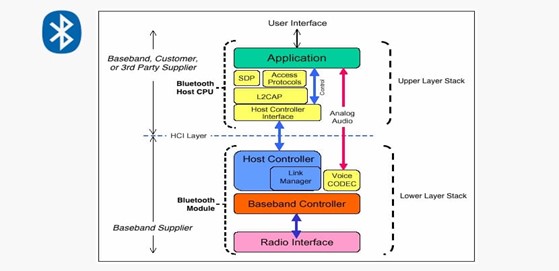 User Interface
Application
SDP
Access
Protocols
Control
L2CAP
Host Controller
Interface
Analog
Audio
Baseband, Customer,
or 3rd Party Supplier
Bluetooth
Host CPU
Upper Layer Stack
HCI Layer
Host Controller
Link
Manager
Voice
CODEC
Bluetooth
Module
Baseband Controller
Lower Layer Stack
Baseband Supplier
Radio Interface